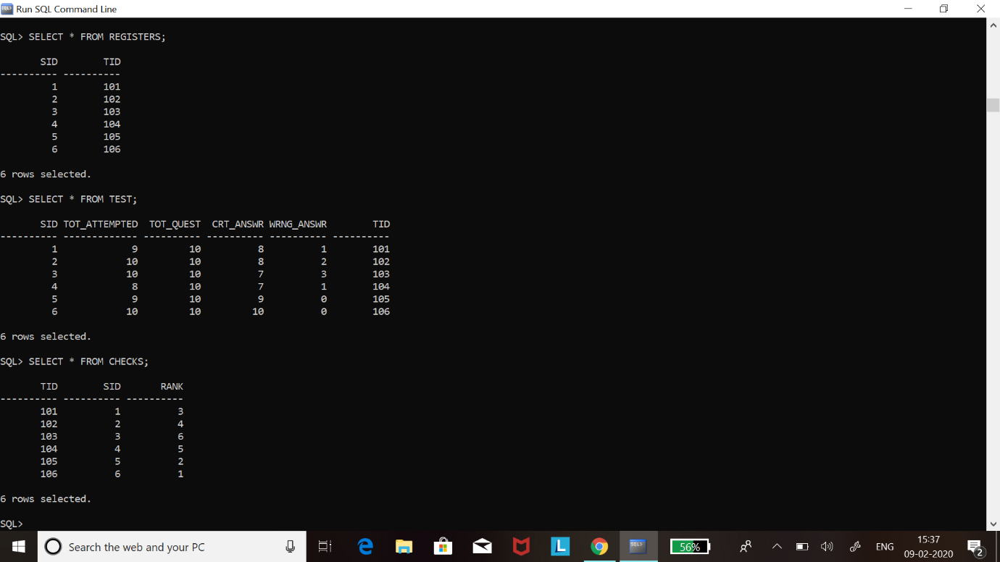 Run SQL Command Line
SQL> SELECT * FROM REGISTERS;
SID TID
---------- ----------
1 101
2 102
3 103
4 104
5 105
6 106
6 rows selected.
SQL> SELECT * FROM TEST;
SID TOT_ATTEMPTED TOT_QUEST CRT_ANSWR WRNG_ANSWR TID
---------- ------------- ---------- ---------- ---------- ----------
1 9 10 8 1 101
2 10 10 8 2 102
3 10 10 7 3 103
4 8 10 7 1 104
5 9 10 9 0 105
6 10 10 10 0 106
6 rows selected.
SQL> SELECT * FROM CHECKS;
TID SID RANK
---------- ---------- ----------
101 1 3
102 2 4
103 3 6
104 4 5
105 5 2
106 6 1
6 rows selected.
SQL>
Search the web and your PC
L
56%
ENG
15:37
09-02-2020
2